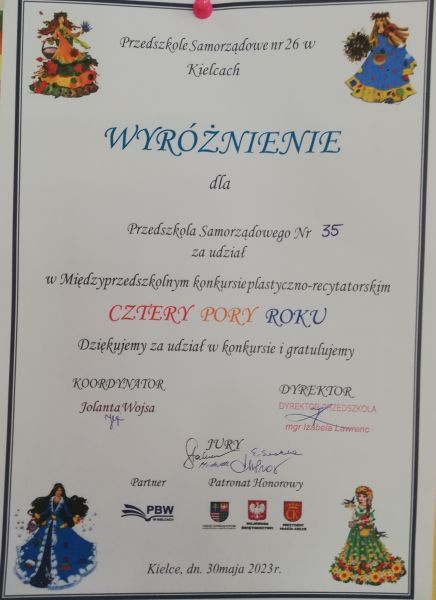 Przedszkole Samorządowe nr 26 w
Kielcach
WYRÓŻNIENIE
dla
Przedszkola Samorządowego Nr 35
za udział
w Międzyprzedszkolnym konkursie plastyczno-recytatorskim
CZTERY PORY ROKU
Dziękujemy za udział w konkursie i gratulujemy
KOORDYNATOR
DYREKTOR
Jolanta Wojsa
DYREKTOR PRZEDSZKOLA
mgr Izabela Lawrenc
JURY
Partner
Patronat Honorowy
PBW
W KIELCACH
Kielce, dn. 30maja 2023r.